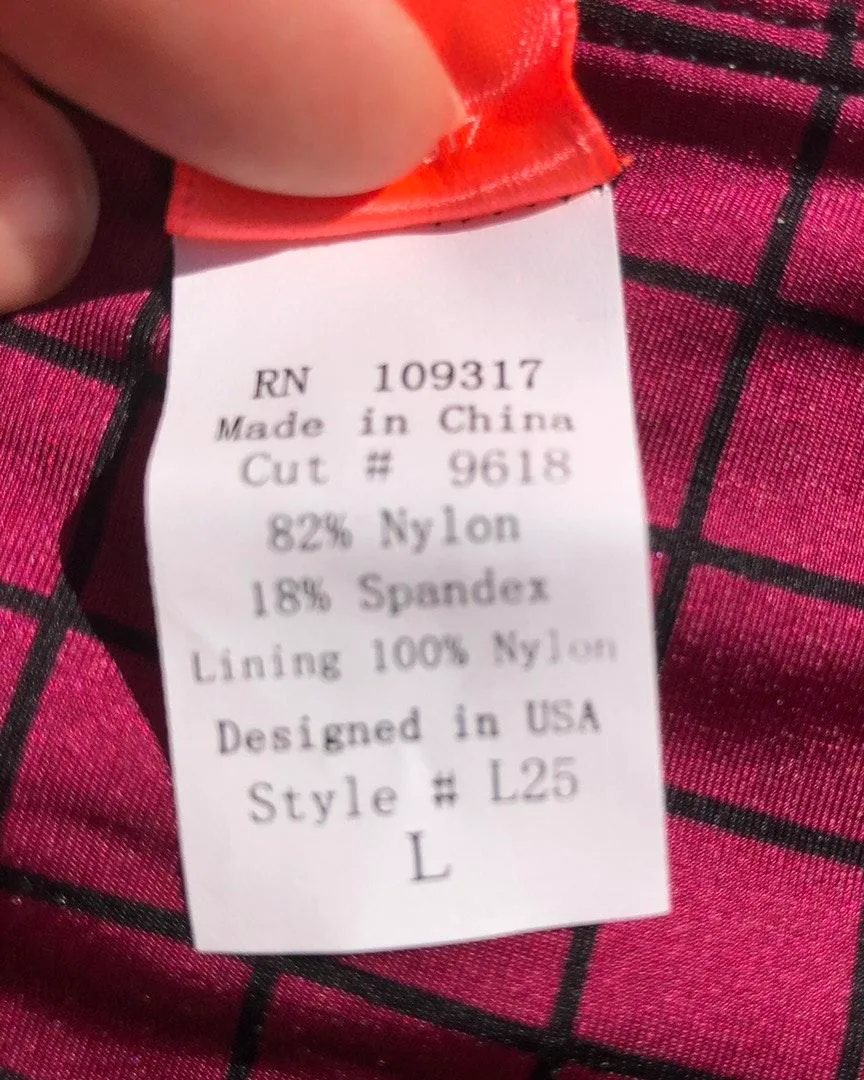 RN 109317
Made in China
Cut # 9618
82% Nylon
18% Spandex
Lining 100% Nylon
Designed in USA
Style # L25
L